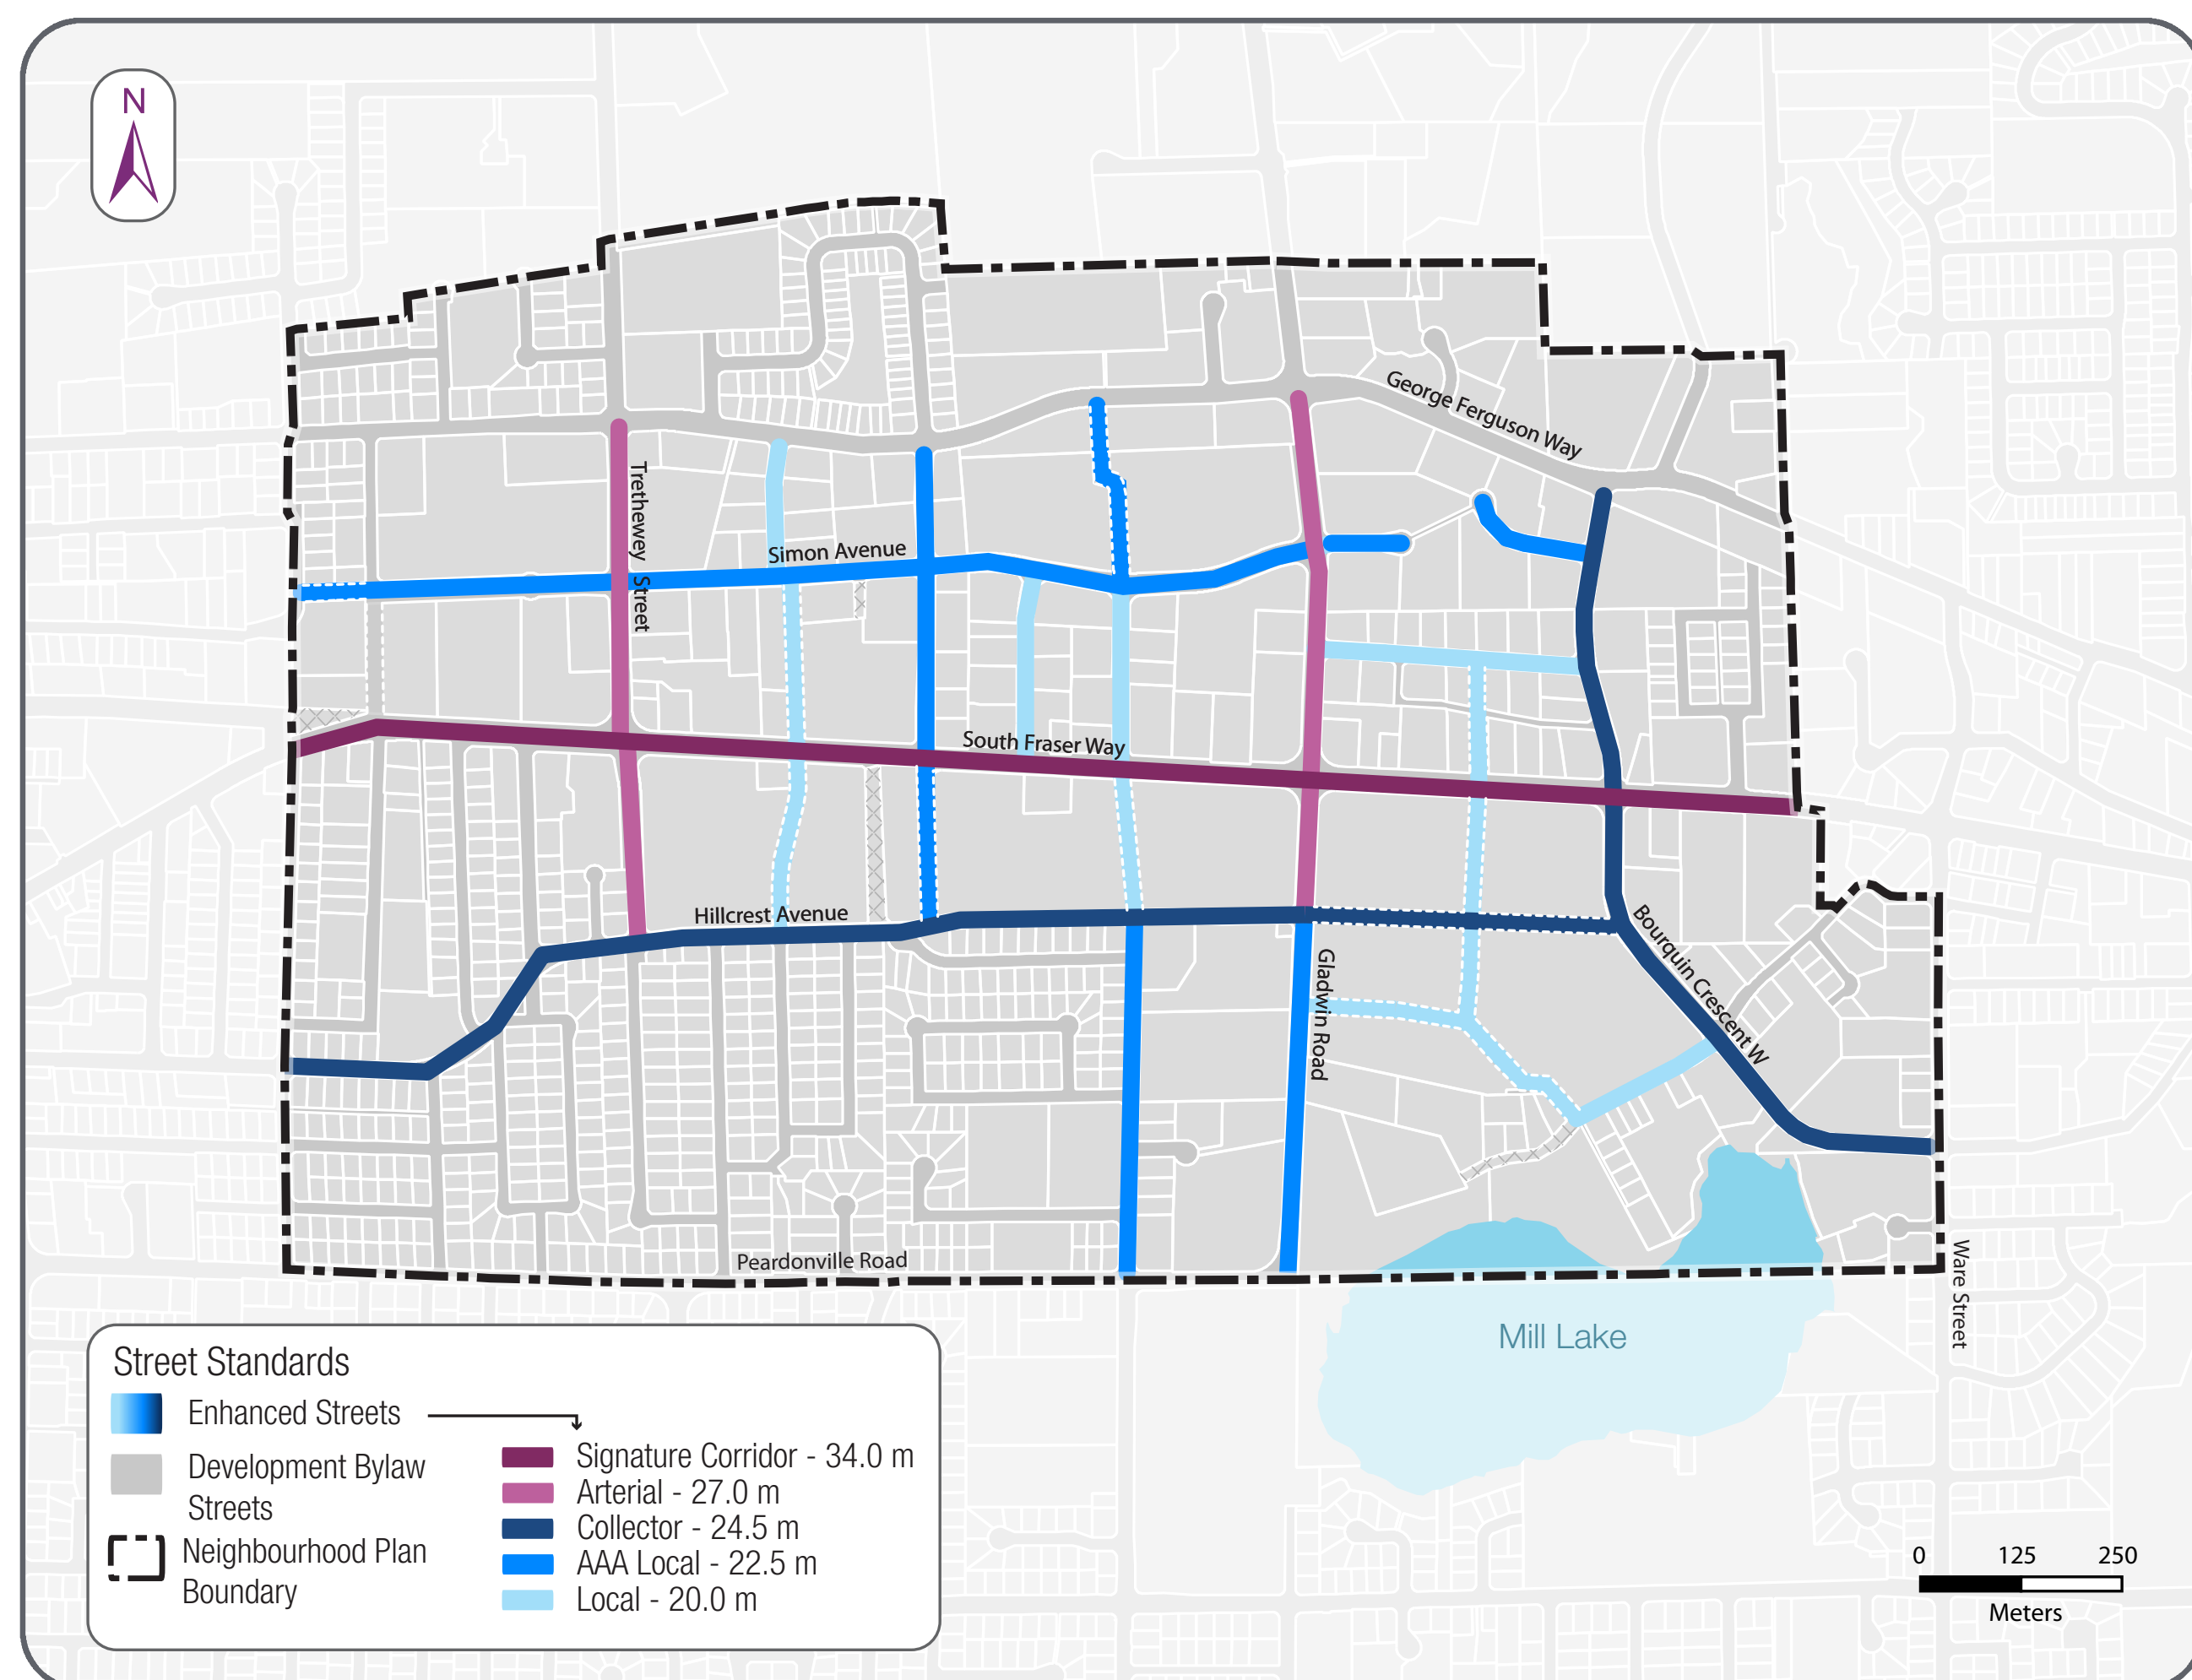 N
George Ferguson Way
Trethewey Street
Simon Avenue
South Fraser Way
Hillcrest Avenue
Bourquin Crescent W
Gladwin Road
Peardonville Road
Ware Street
Mill Lake
Street Standards
Enhanced Streets
Development Bylaw
Streets
Neighbourhood Plan
Boundary
Signature Corridor - 34.0 m
Arterial - 27.0 m
Collector - 24.5 m
AAA Local - 22.5 m
Local - 20.0 m
0 125 250
Meters